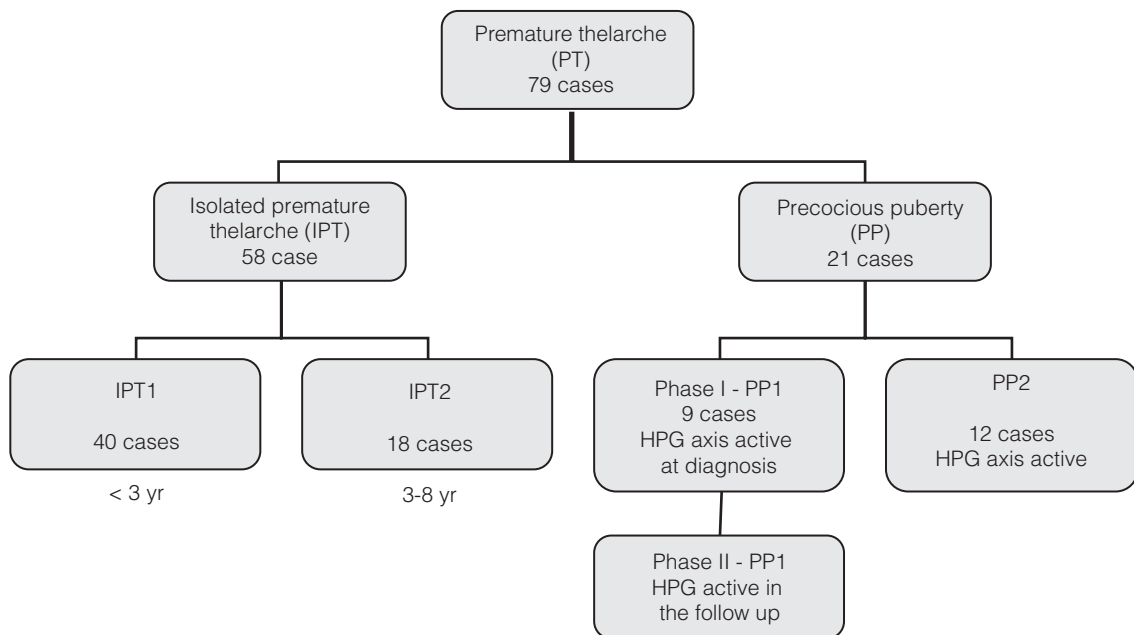 Premature thelarche
(PT)
79 cases
Isolated premature
thelarche (IPT)
58 case
Precocious puberty
(PP)
21 cases
IPT1
40 cases
< 3 yr
IPT2
18 cases
3-8 yr
Phase I - PP1
9 cases
HPG axis active
at diagnosis
PP2
12 cases
HPG axis active
Phase II - PP1
HPG active in
the follow up